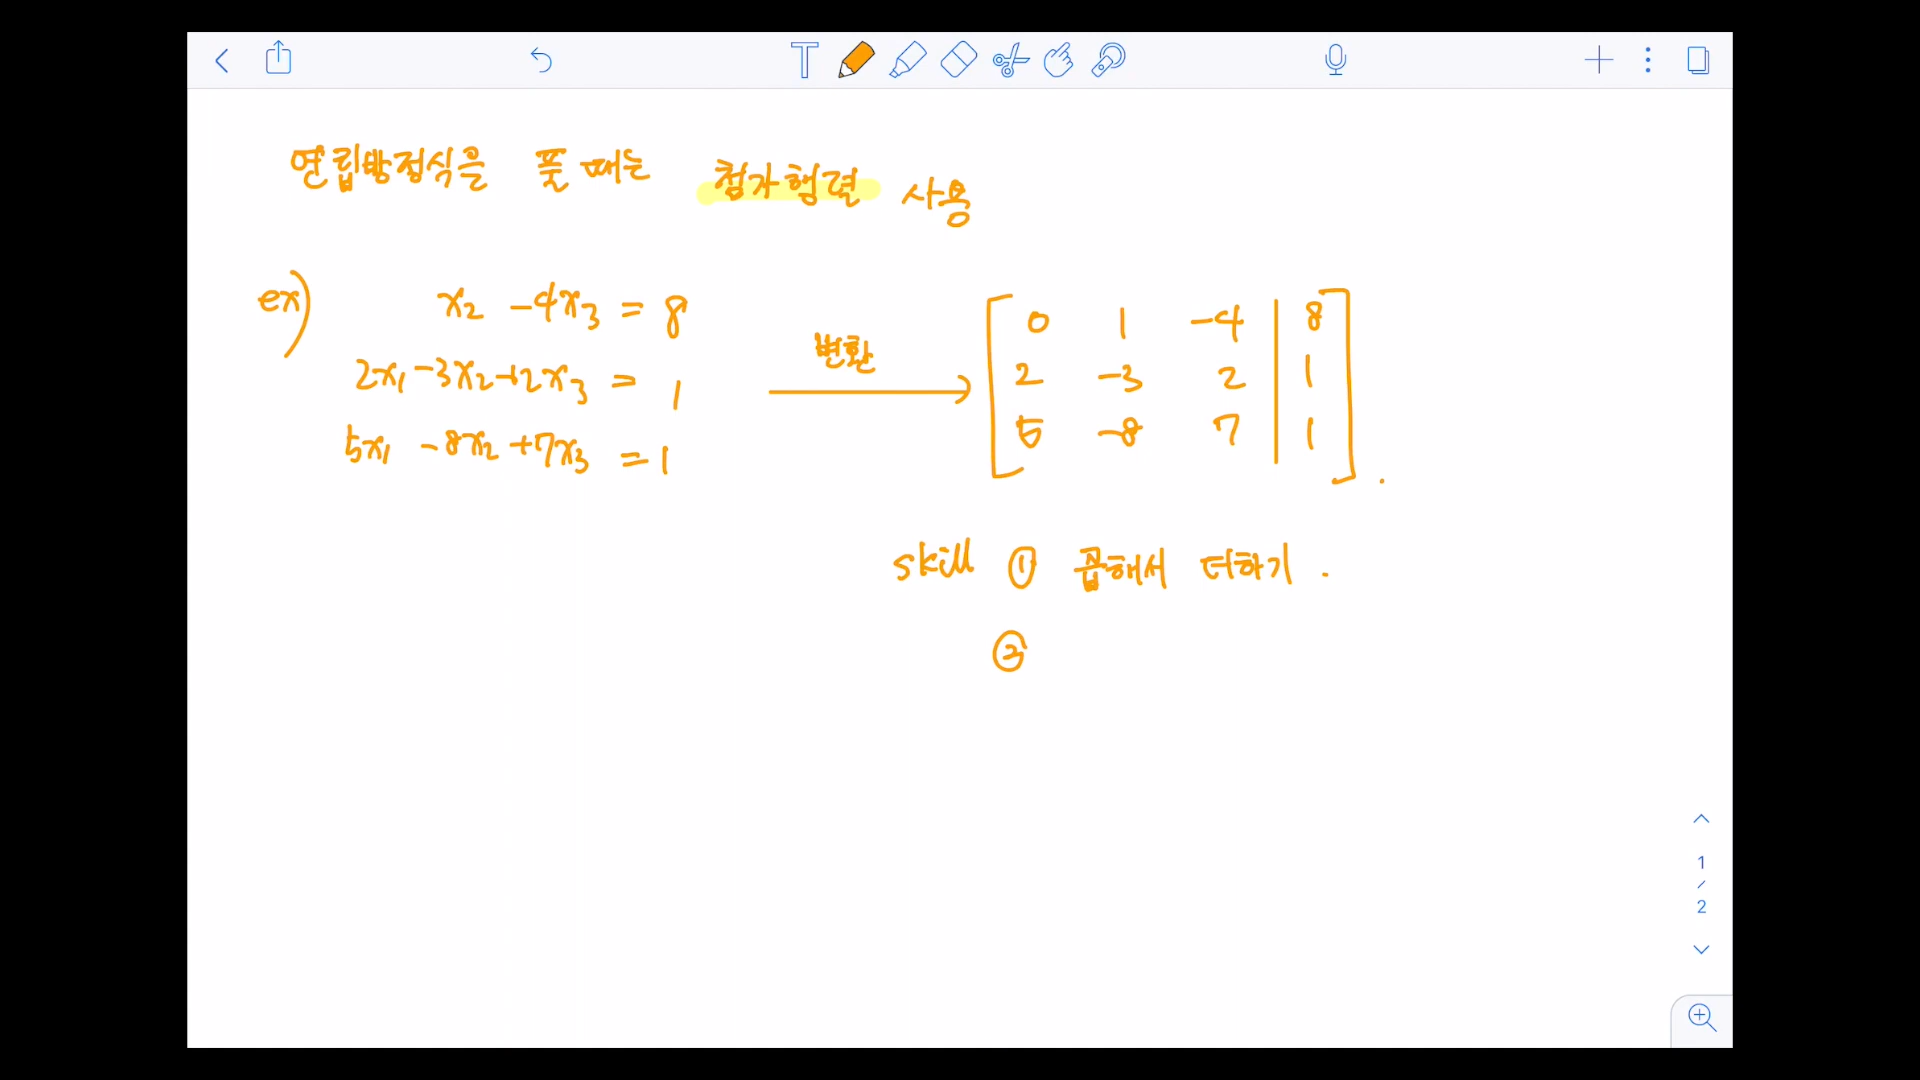 연립방정식을 풀 때는 첨가행렬 사용
ex) x₂ -4x₃ = 8
2x₁ -3x₂ +2x₃ = 1
5x₁ -8x₂ +7x₃ = 1
변환
0 1 -4 | 8
2 -3 2 | 1
5 -8 7 | 1
skill ① 곱해서 더하기.
②
1
/
2